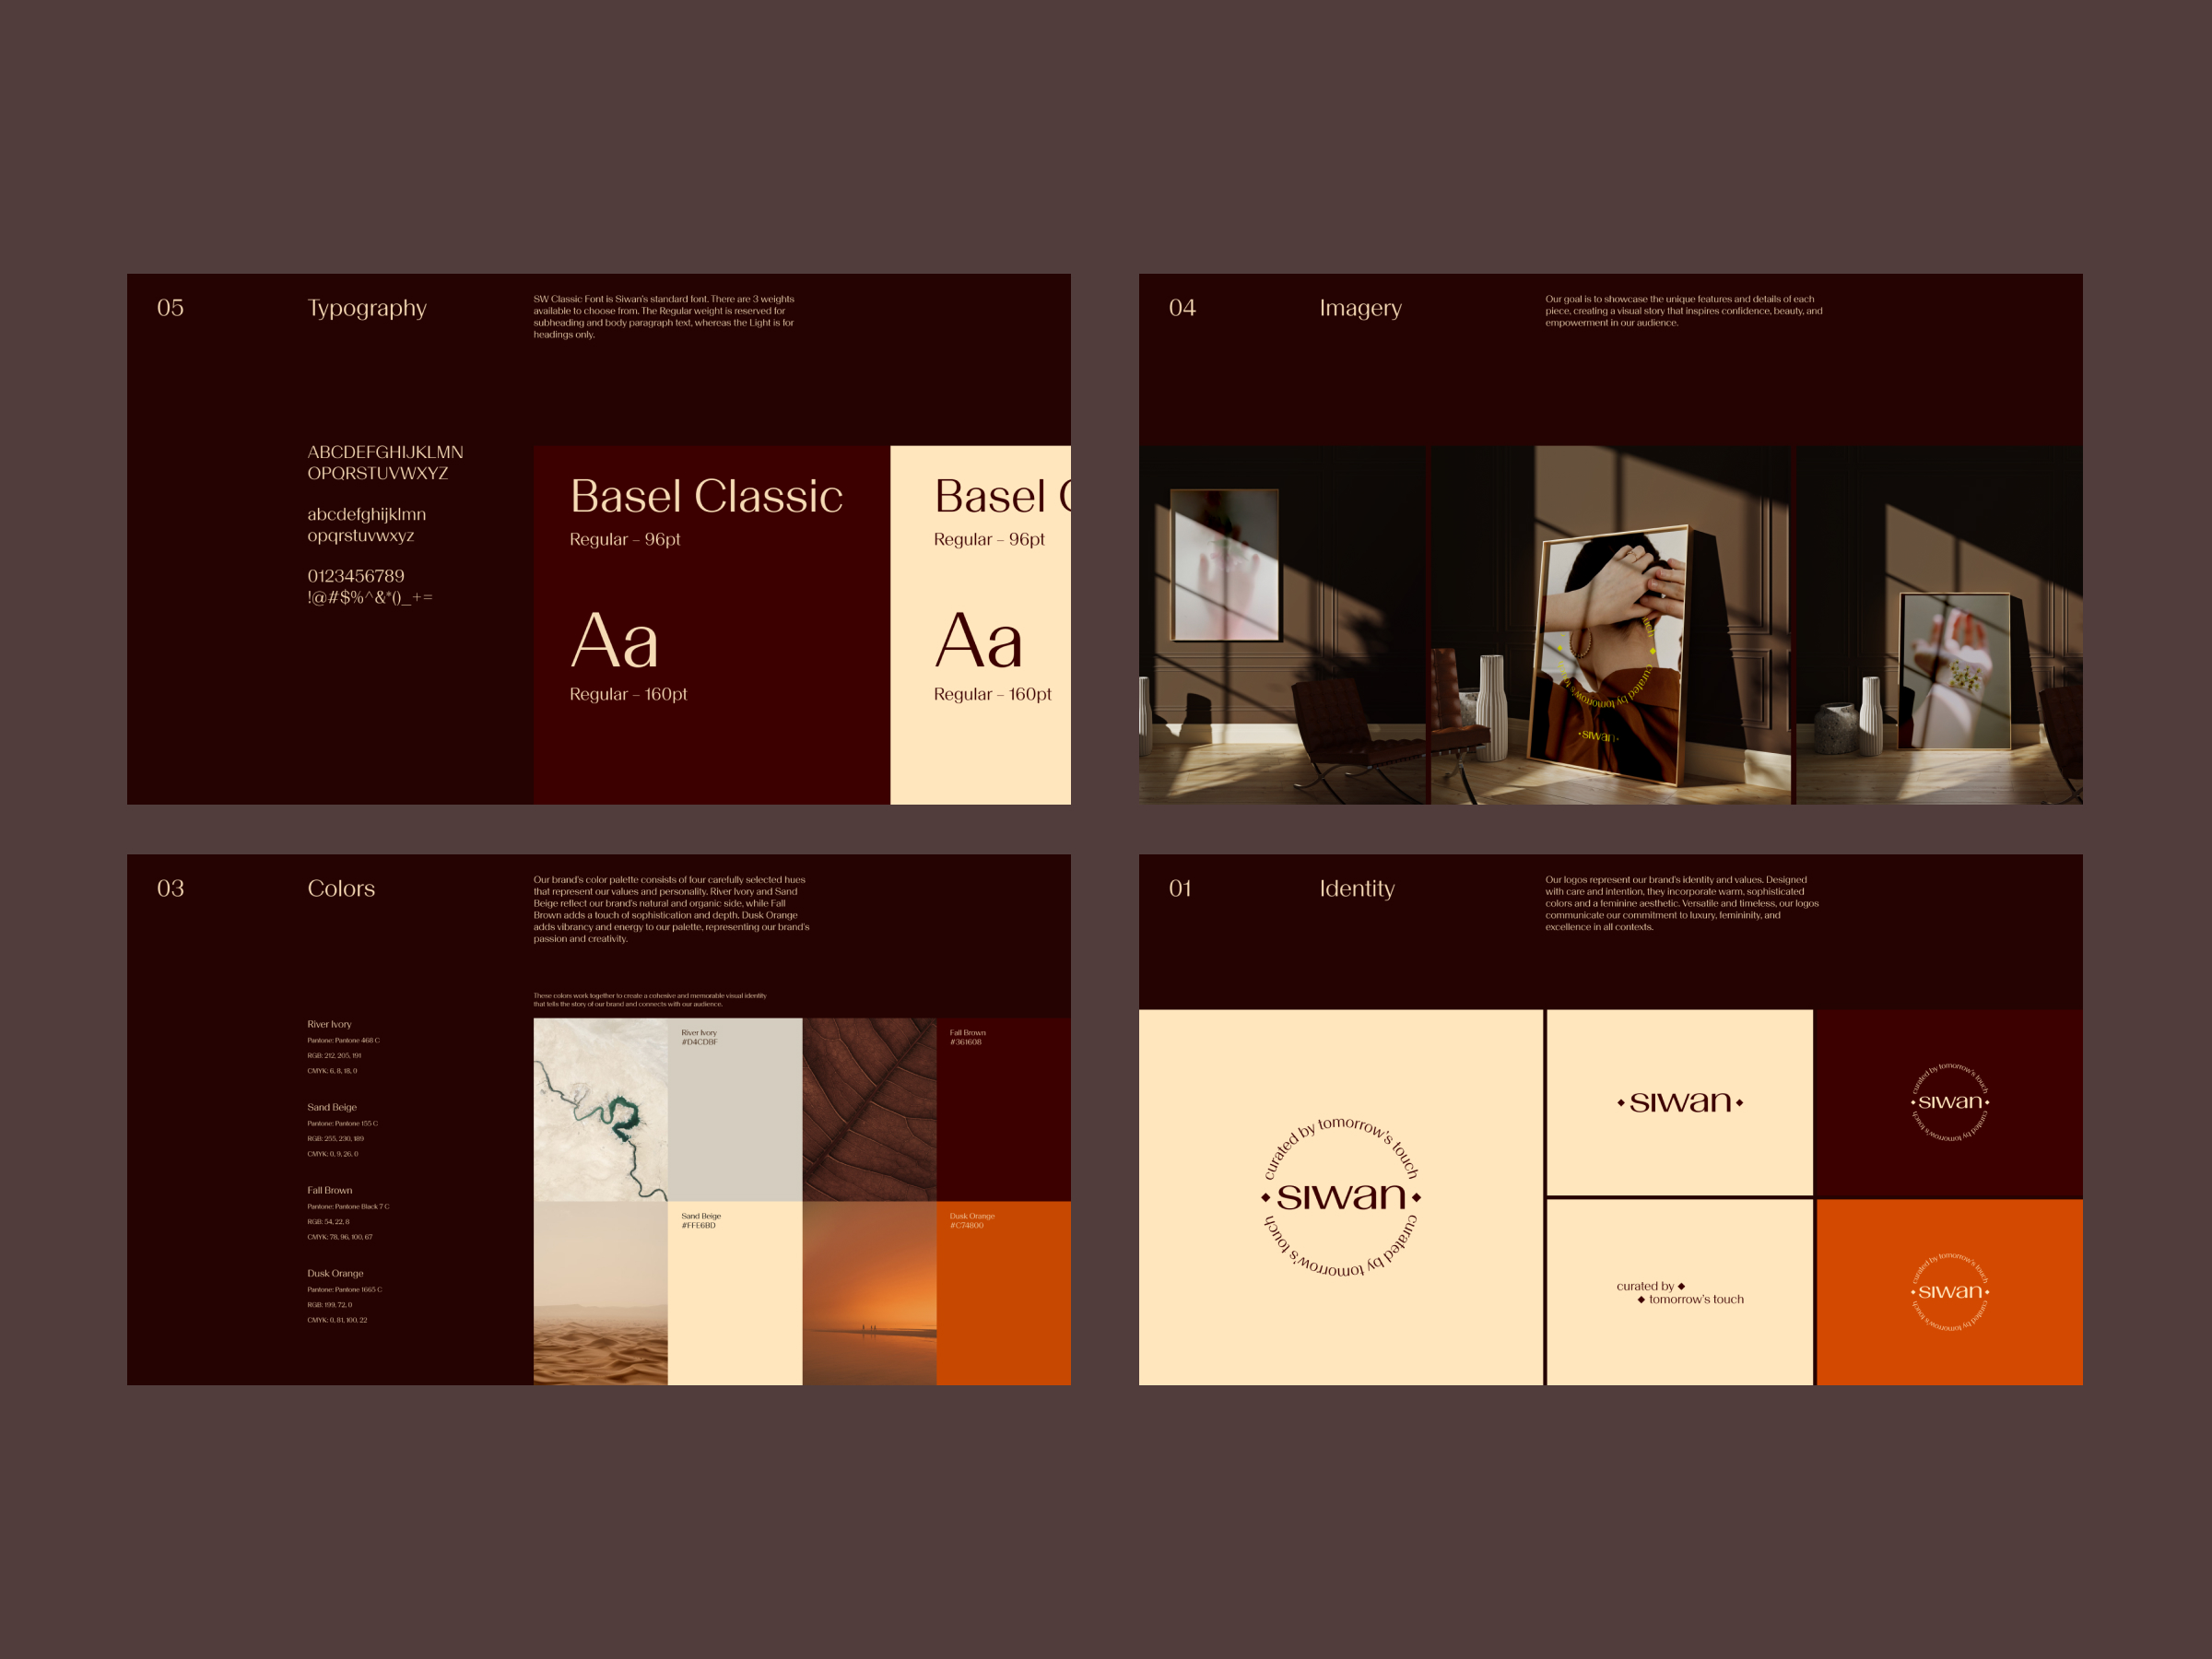 05
Typography
SW Classic Font is Siwan's standard font. There are 3 weights
available to choose from. The Regular weight is reserved for
subheading and body paragraph text, whereas the Light is for
headings only.
ABCDEFGHIJKLMN
OPQRSTUVWXYZ
abcdefghijklmn
opqrstuvwxyz
0123456789
!@#$%^&*()_+=
Basel Classic
Regular – 96pt
Aa
Regular – 160pt
Basel C
Regular – 96pt
Aa
Regular – 160pt
04
Imagery
Our goal is to showcase the unique features and details of each
piece, creating a visual story that inspires confidence, beauty, and
empowerment in our audience.
curated by tomorrow's
siwan
03
Colors
Our brand's color palette consists of four carefully selected hues
that represent our values and personality. River Ivory and Sand
Beige reflect our brand's natural and organic side, while Fall
Brown adds a touch of sophistication and depth. Dusk Orange
adds vibrancy and energy to our palette, representing our brand's
passion and creativity.
These colors work together to create a cohesive and memorable visual identity
that tells the story of our brand and connects with our audience.
River Ivory
Pantone: Pantone 468 C
RGB: 212, 205, 191
CMYK: 6, 8, 18, 0
Sand Beige
Pantone: Pantone 155 C
RGB: 255, 230, 189
CMYK: 0, 9, 26, 0
Fall Brown
Pantone: Pantone Black 7 C
RGB: 54, 22, 8
CMYK: 78, 96, 100, 67
Dusk Orange
Pantone: Pantone 1665 C
RGB: 199, 72, 0
CMYK: 0, 81, 100, 22
River Ivory
#D4CDBF
Fall Brown
#361608
Sand Beige
#FFE6BD
Dusk Orange
#C74800
01
Identity
Our logos represent our brand's identity and values. Designed
with care and intention, they incorporate warm, sophisticated
colors and a feminine aesthetic. Versatile and timeless, our logos
communicate our commitment to luxury, femininity, and
excellence in all contexts.
curated by tomorrow's touch
siwan
curated by tomorrow's touch
siwan
curated by tomorrow's touch
siwan
curated by tomorrow's touch
curated by
tomorrow's touch
curated by tomorrow's touch
siwan
curated by tomorrow's touch